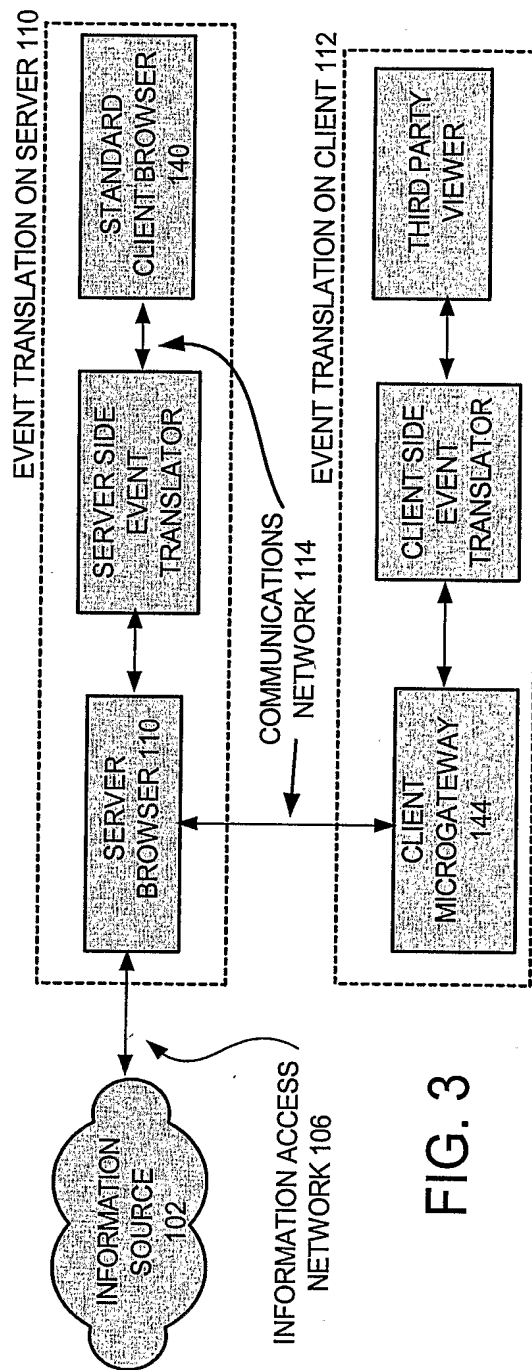 EVENT TRANSLATION ON SERVER 110
INFORMATION
SOURCE
102
SERVER
BROWSER 110
SERVER SIDE
EVENT
TRANSLATOR
STANDARD
CLIENT BROWSER
140
INFORMATION ACCESS
NETWORK 106
COMMUNICATIONS
NETWORK 114
EVENT TRANSLATION ON CLIENT 112
CLIENT
MICROGATEWAY
144
CLIENT SIDE
EVENT
TRANSLATOR
THIRD PARTY
VIEWER
FIG. 3